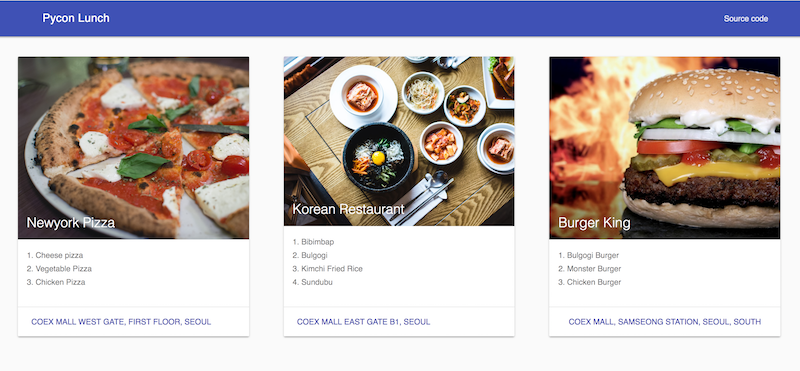 Pycon Lunch
Source code
Newyork Pizza
1. Cheese pizza
2. Vegetable Pizza
3. Chicken Pizza
COEX MALL WEST GATE, FIRST FLOOR, SEOUL
Korean Restaurant
1. Bibimbap
2. Bulgogi
3. Kimchi Fried Rice
4. Sundubu
COEX MALL EAST GATE B1, SEOUL
Burger King
1. Bulgogi Burger
2. Monster Burger
3. Chicken Burger
COEX MALL, SAMSEONG STATION, SEOUL, SOUTH